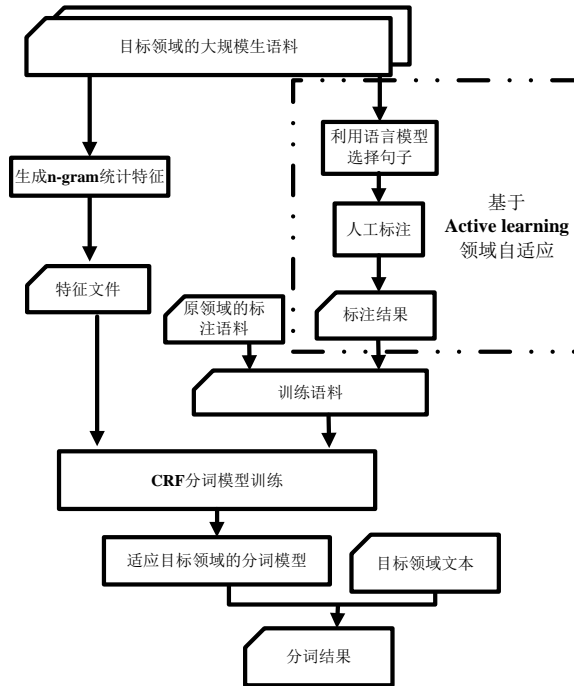 目标领域的大规模生语料
利用语言模型
选择句子
生成n-gram统计特征
基于
Active learning
领域自适应
人工标注
特征文件
原领域的标
注语料
标注结果
训练语料
CRF分词模型训练
适应目标领域的分词模型
目标领域文本
分词结果